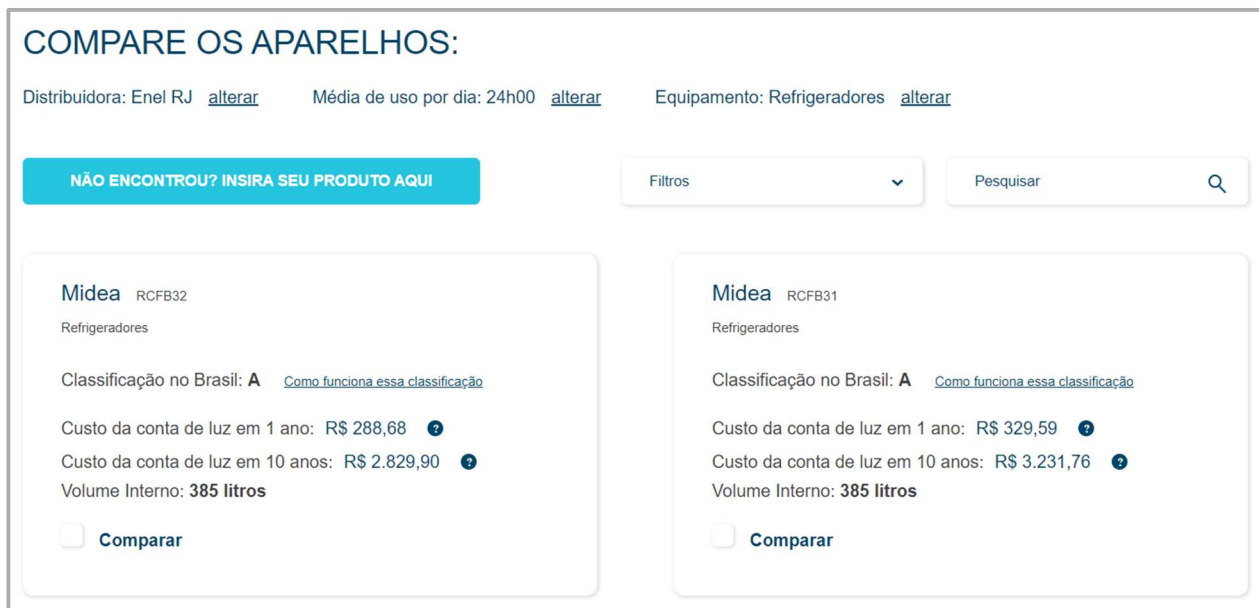 COMPARE OS APARELHOS:
Distribuidora: Enel RJ alterar Média de uso por dia: 24h00 alterar Equipamento: Refrigeradores alterar
NÃO ENCONTROU? INSIRA SEU PRODUTO AQUI
Filtros
Pesquisar
Midea RCFB32
Refrigeradores
Classificação no Brasil: A Como funciona essa classificação
Custo da conta de luz em 1 ano: R$ 288,68 ?
Custo da conta de luz em 10 anos: R$ 2.829,90 ?
Volume Interno: 385 litros
Comparar
Midea RCFB31
Refrigeradores
Classificação no Brasil: A Como funciona essa classificação
Custo da conta de luz em 1 ano: R$ 329,59 ?
Custo da conta de luz em 10 anos: R$ 3.231,76 ?
Volume Interno: 385 litros
Comparar